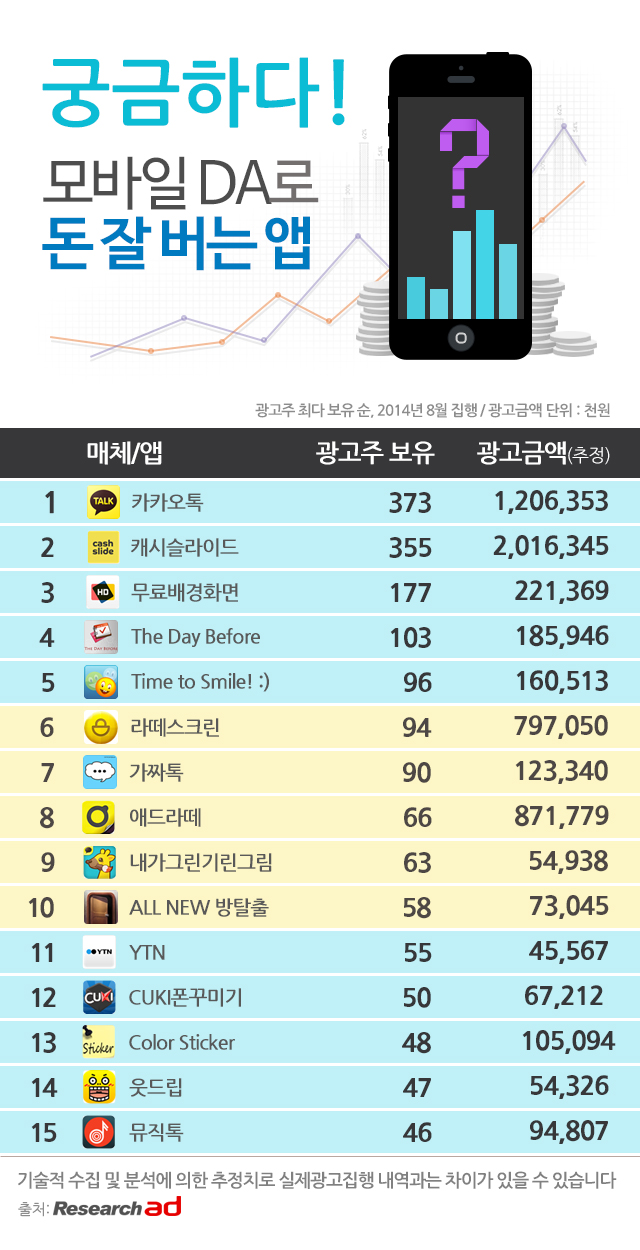 궁금하다!
모바일 DA로
돈 잘 버는 앱
?
광고주 최다 보유 순, 2014년 8월 집행 / 광고금액 단위 : 천원
매체/앱 광고주 보유 광고금액(추정)
1 TALK 카카오톡 373 1,206,353
2 cash slide 캐시슬라이드 355 2,016,345
3 HD 무료배경화면 177 221,369
4 THE DAY BEFORE The Day Before 103 185,946
5 Time to Smile! :) 96 160,513
6 라떼스크린 94 797,050
7 가짜톡 90 123,340
8 애드라떼 66 871,779
9 내가그린기린그림 63 54,938
10 ALL NEW 방탈출 58 73,045
11 YTN YTN 55 45,567
12 CUKI CUKI폰꾸미기 50 67,212
13 Sticker Color Sticker 48 105,094
14 웃드립 47 54,326
15 뮤직톡 46 94,807
기술적 수집 및 분석에 의한 추정치로 실제광고집행 내역과는 차이가 있을 수 있습니다
출처: Research ad